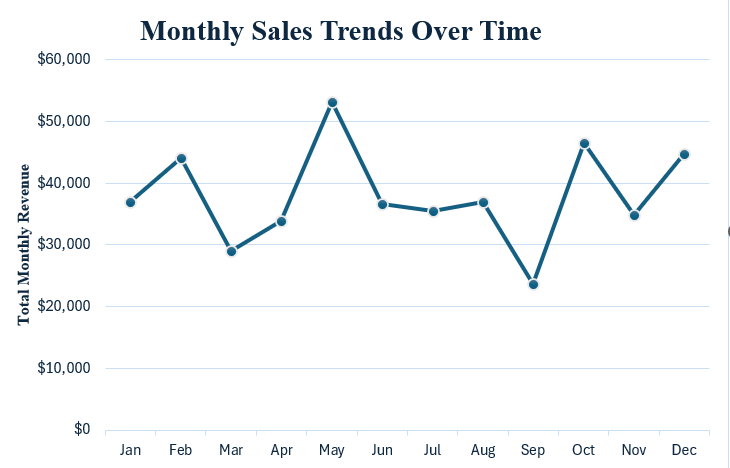 Monthly Sales Trends Over Time
Total Monthly Revenue
$60,000
$50,000
$40,000
$30,000
$20,000
$10,000
$0
Jan Feb Mar Apr May Jun Jul Aug Sep Oct Nov Dec